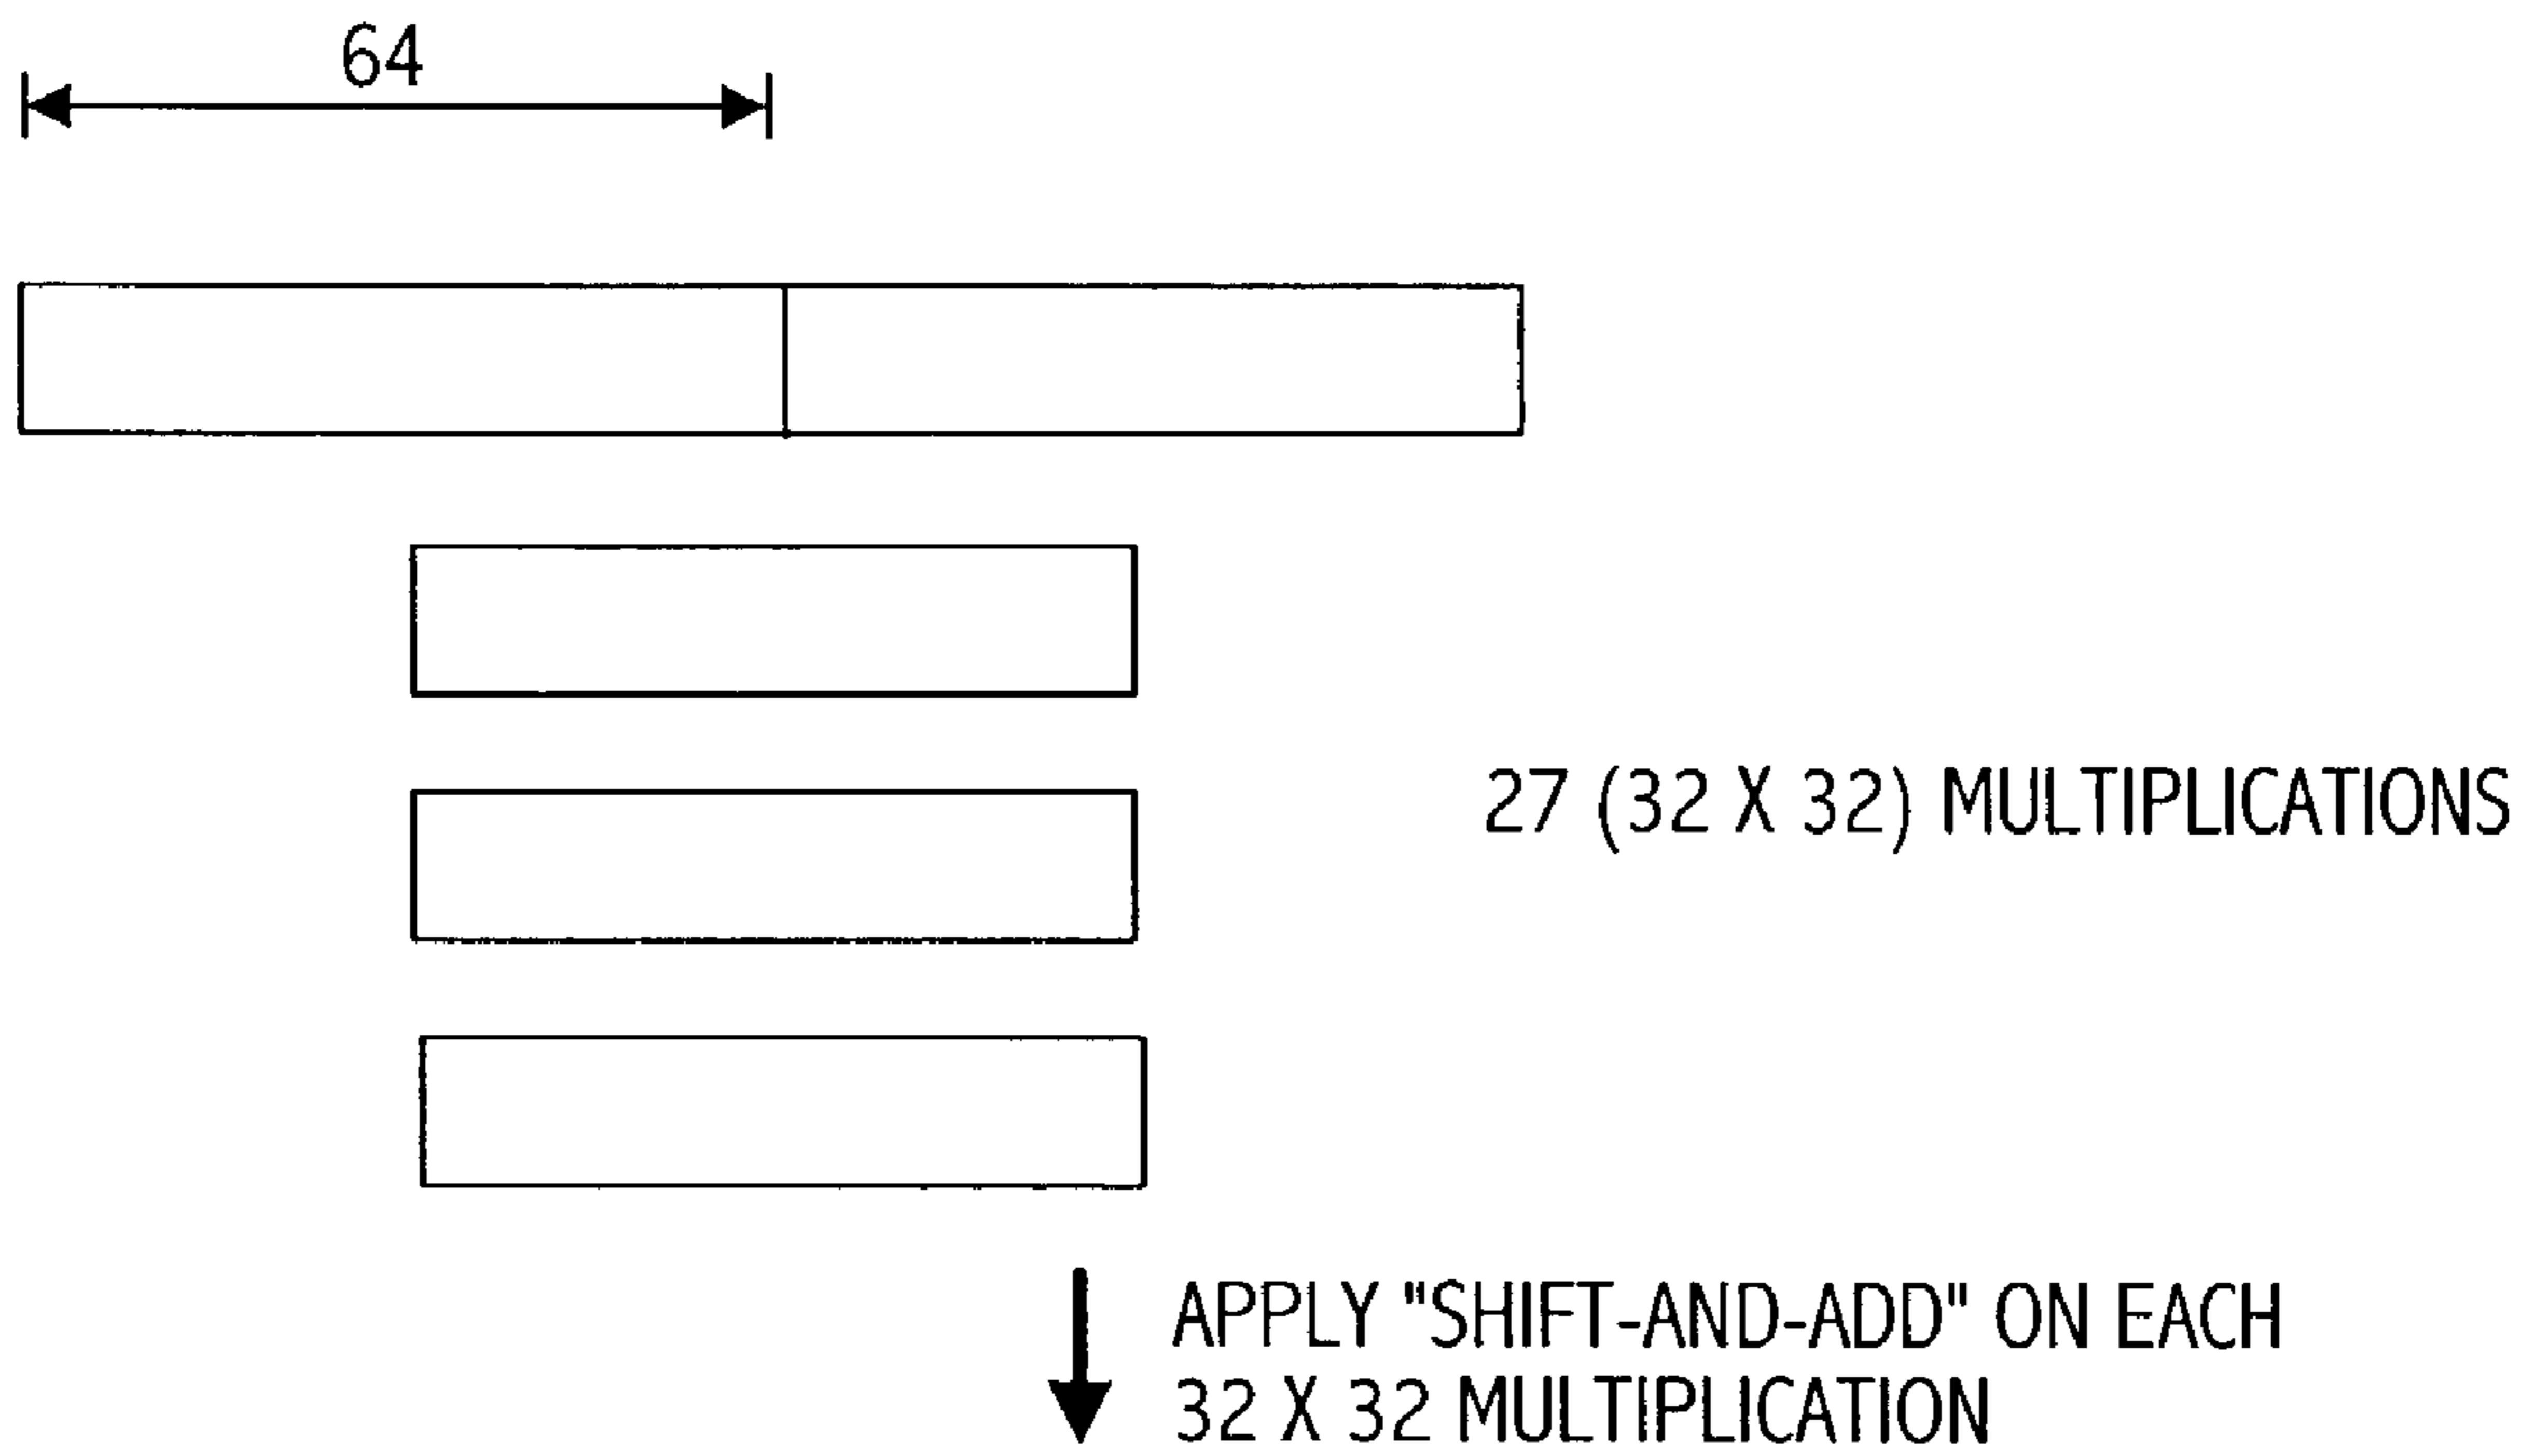 64
27 (32 X 32) MULTIPLICATIONS
APPLY "SHIFT-AND-ADD" ON EACH
32 X 32 MULTIPLICATION